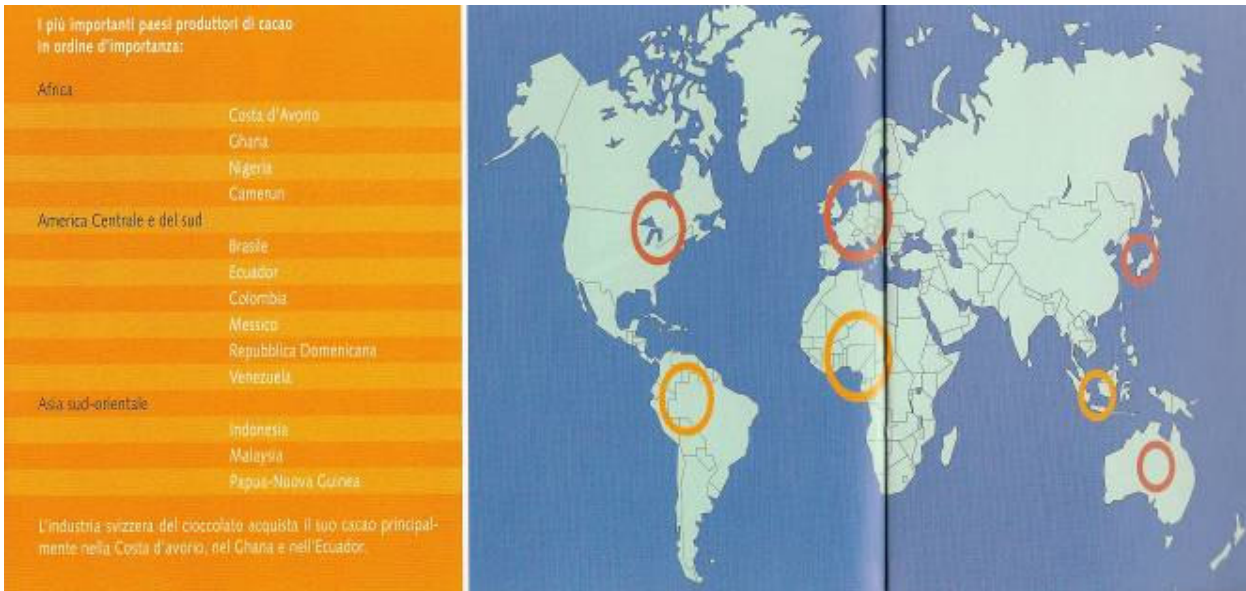 I più importanti paesi produttori di cacao
in ordine d'importanza:
Africa
Costa d'Avorio
Ghana
Nigeria
Camerun
America Centrale e del sud
Brasile
Ecuador
Colombia
Messico
Repubblica Domenicana
Venezuela
Asia sud-orientale
Indonesia
Malaysia
Papua-Nuova Guinea
L'industria svizzera del cioccolato acquista il suo cacao principal-
mente nella Costa d'avorio, nel Ghana e nell'Ecuador.